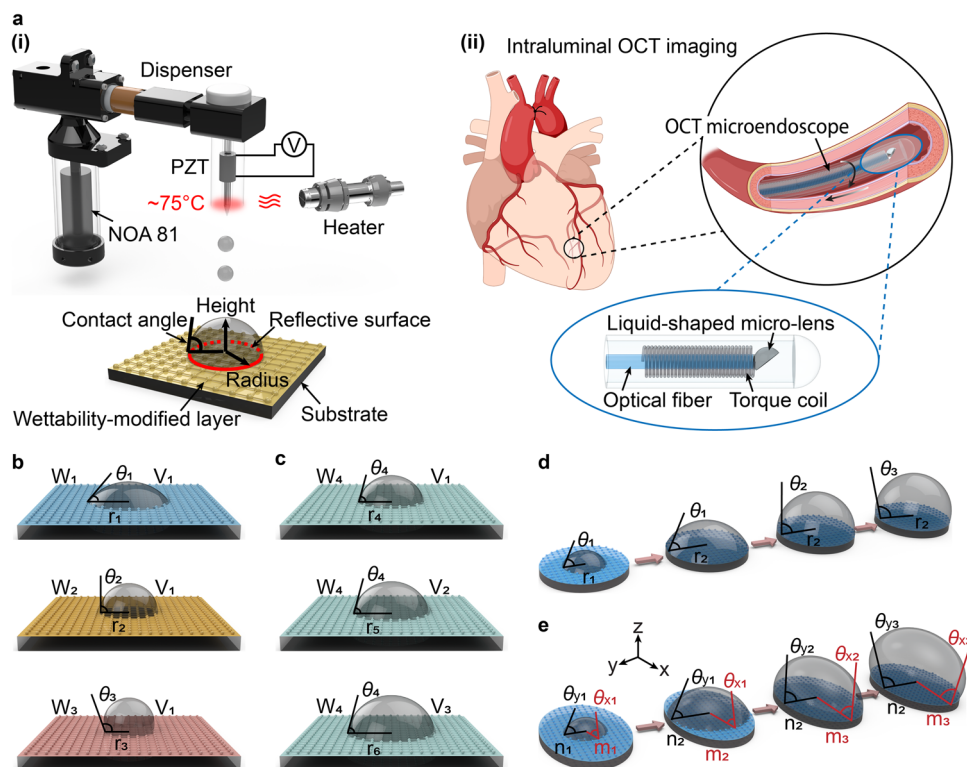 a
(i)
Dispenser
PZT
V
~75°C
Heater
NOA 81
Height
Contact angle
Reflective surface
Radius
Wettability-modified layer
Substrate
(ii)
Intraluminal OCT imaging
OCT microendoscope
Liquid-shaped micro-lens
Optical fiber
Torque coil
b
W₁ θ₁ V₁
r₁
W₂ θ₂ V₁
r₂
W₃ θ₃ V₁
r₃
c
W₄ θ₄ V₁
r₄
W₄ θ₄ V₂
r₅
W₄ θ₄ V₃
r₆
d
θ₁
r₁
θ₁
r₂
θ₂
r₂
θ₃
r₂
e
z
y
x
θy1 θx1
n₁ m₁
θy1 θx1
n₂ m₂
θy2 θx2
n₂ m₃
θy3 θx3
n₂ m₃